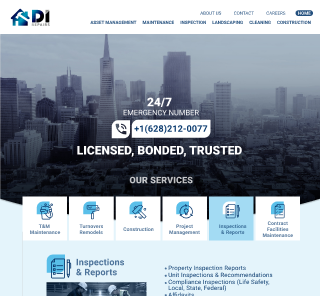 ADI
REPAIRS
ABOUT US
CONTACT
CAREERS
HOME
ASSET MANAGEMENT
MAINTENANCE
INSPECTION
LANDSCAPING
CLEANING
CONSTRUCTION
24/7
EMERGENCY NUMBER
+1(628)212-0077
LICENSED, BONDED, TRUSTED
OUR SERVICES
T&M
Maintenance
Turnovers
Remodels
Construction
Project
Management
Inspections
& Reports
Contract
Facilities
Maintenance
Inspections
& Reports
• Property Inspection Reports
• Unit Inspections & Recommendations
• Compliance Inspections (Life Safety,
Local, State, Federal)
• Affidavits